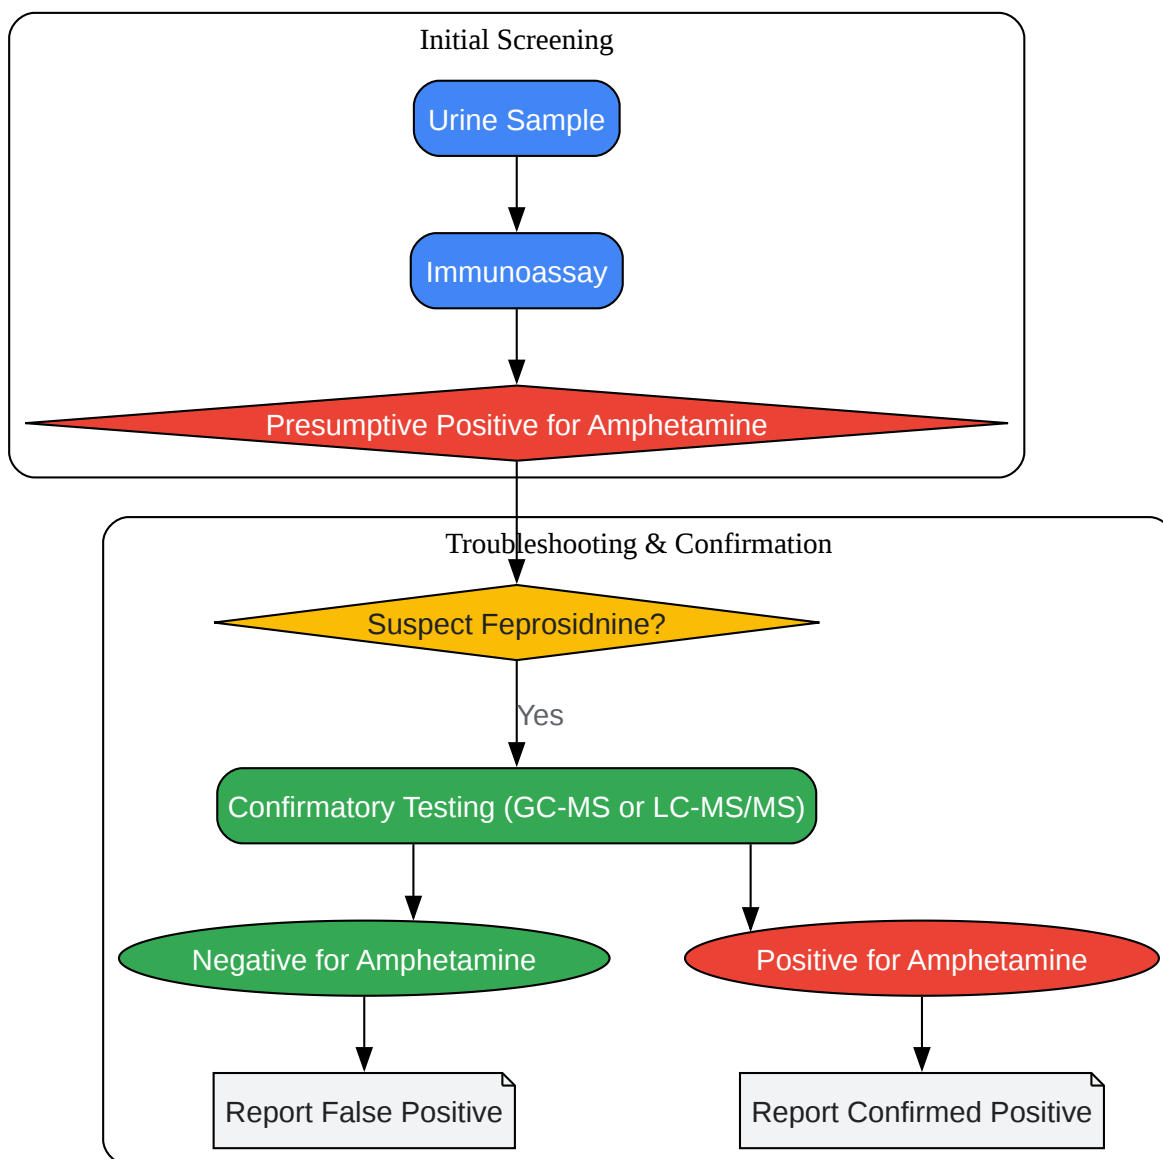 Initial Screening
Urine Sample
Immunoassay
Presumptive Positive for Amphetamine
Troubleshooting & Confirmation
Suspect Feprosidnine?
Yes
Confirmatory Testing (GC-MS or LC-MS/MS)
Negative for Amphetamine
Positive for Amphetamine
Report False Positive
Report Confirmed Positive